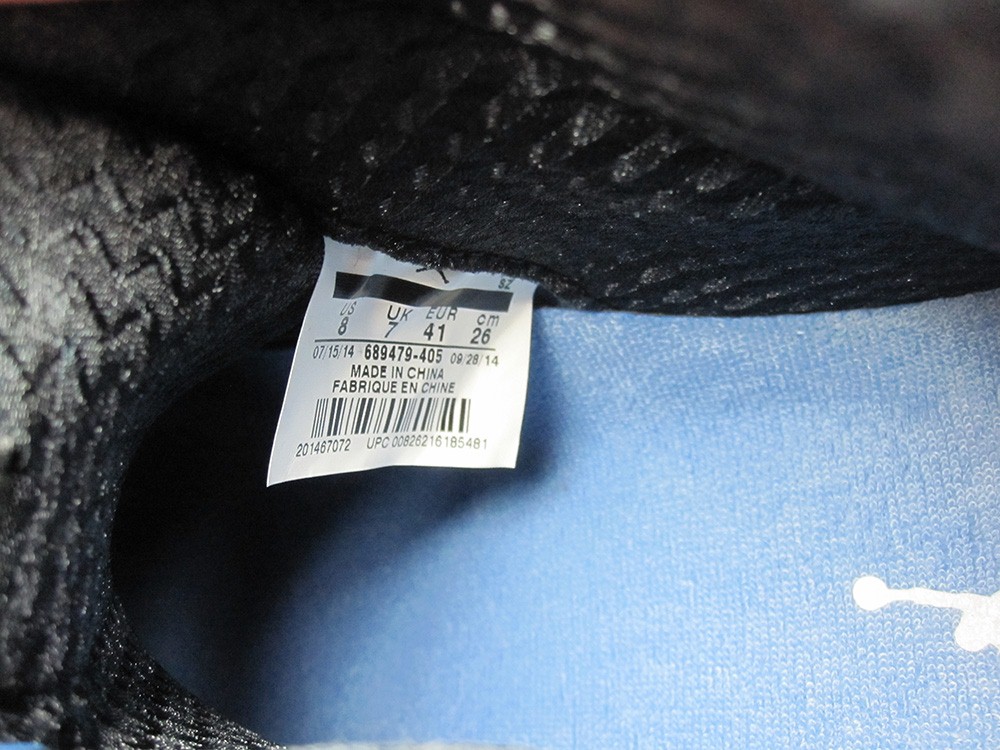 SZ
US UK EUR cm
8 7 41 26
07/15/14 689479-405 09/28/14
MADE IN CHINA
FABRIQUE EN CHINE
201467072 UPC 00826216185481